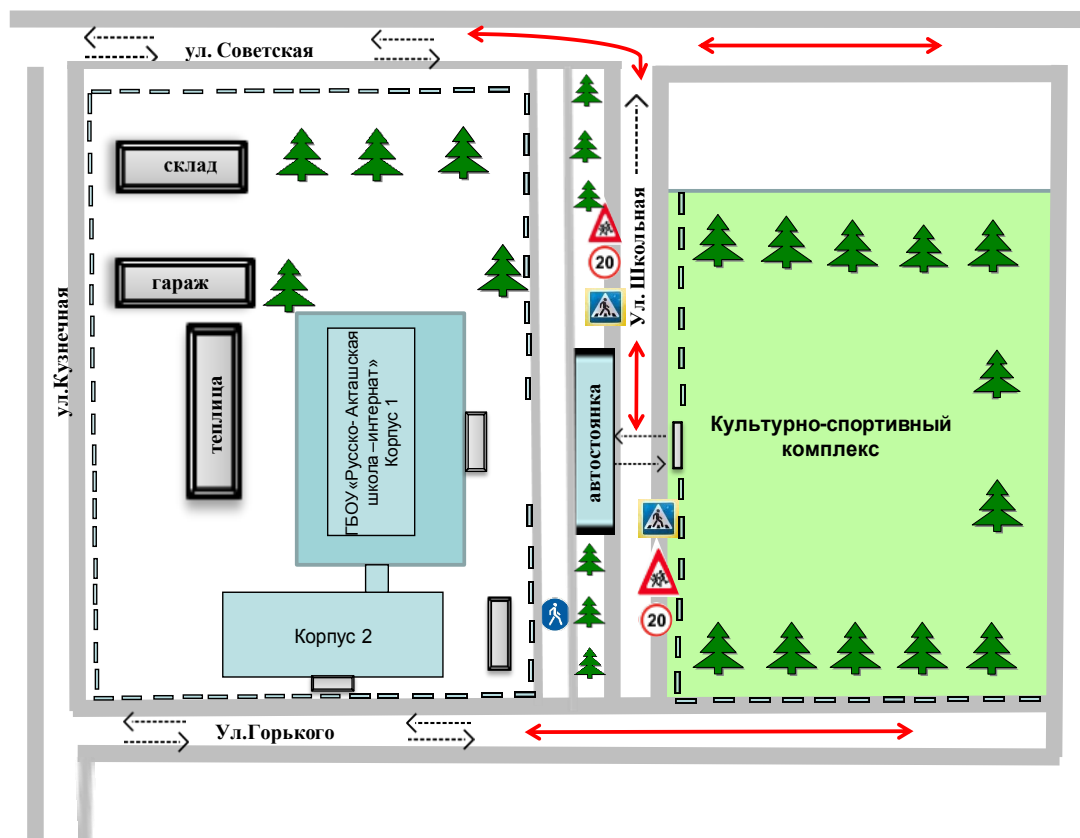 ул. Советская
склад
гараж
ул.Кузнечная
теплица
ГБОУ «Русско- Акташская
школа –интернат»
Корпус 1
Корпус 2
20
Ул. Школьная
автостоянка
20
Культурно-спортивный
комплекс
Ул.Горького